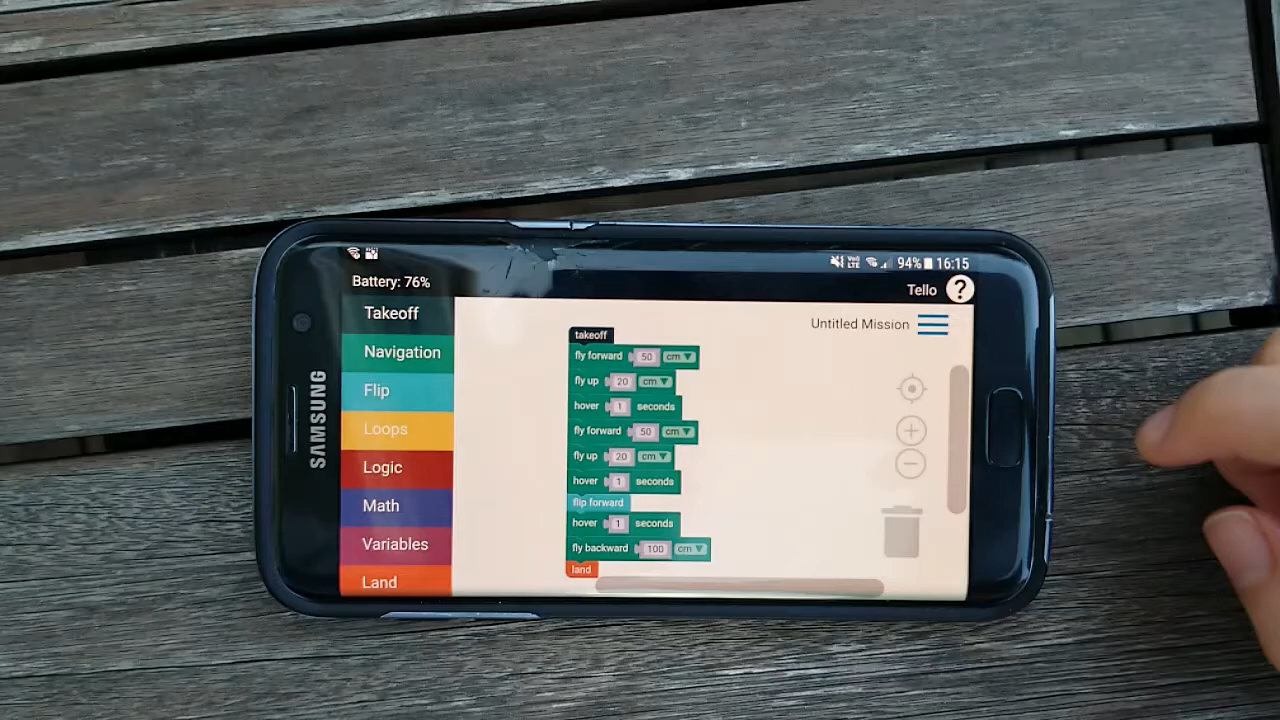 94% 16:15
Battery: 76%
Tello ?
Takeoff
Navigation
Flip
Loops
Logic
Math
Variables
Land
Untitled Mission
takeoff
fly forward 50 cm
fly up 20 cm
hover 1 seconds
fly forward 50 cm
fly up 20 cm
hover 1 seconds
flip forward
hover 1 seconds
fly backward 100 cm
land
SAMSUNG